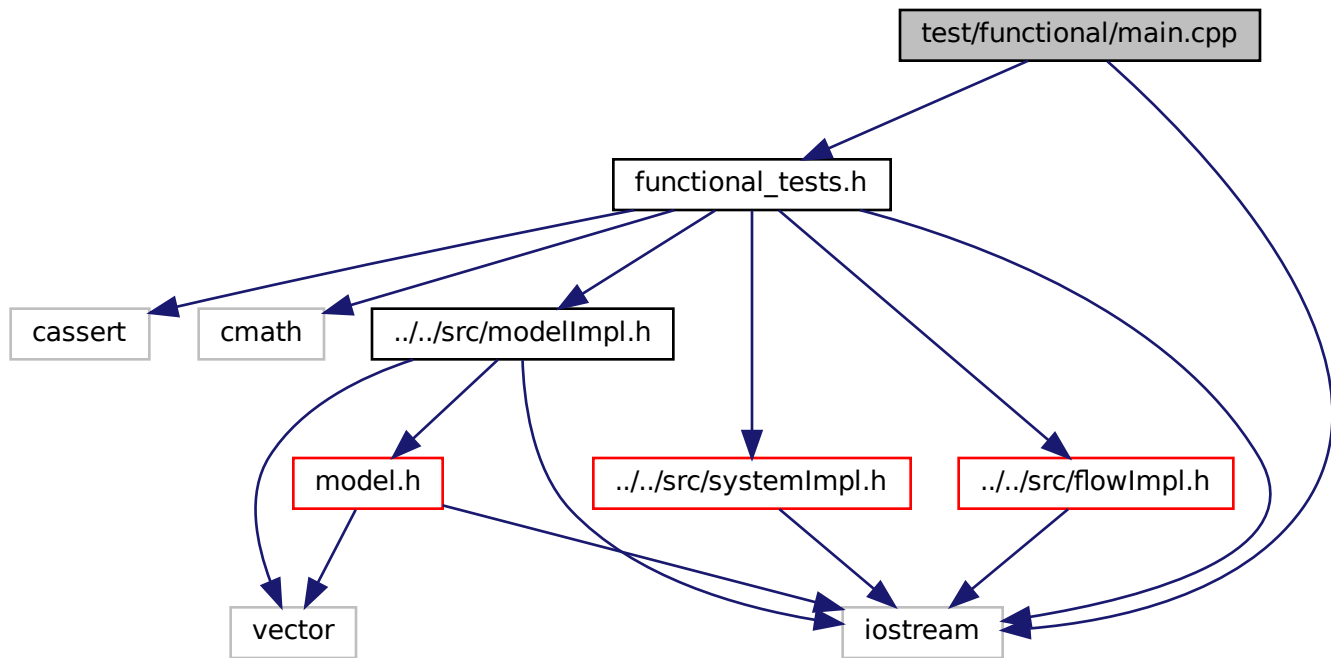 test/functional/main.cpp
functional_tests.h
cassert
cmath
../../src/modelImpl.h
model.h
../../src/systemImpl.h
../../src/flowImpl.h
vector
iostream